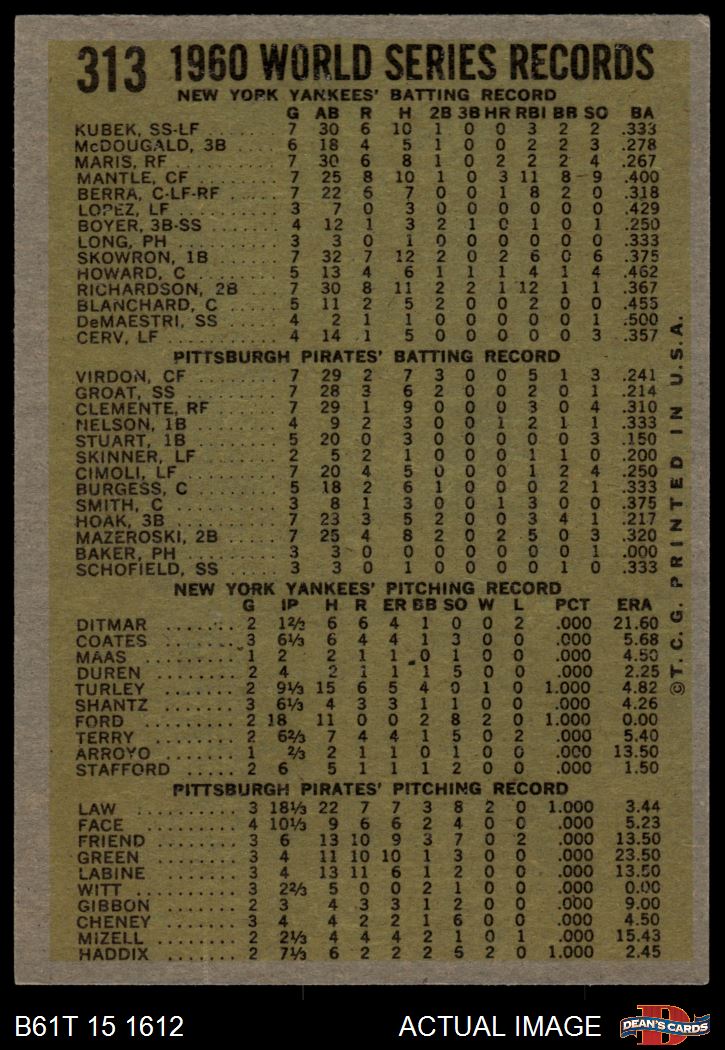 313 1960 WORLD SERIES RECORDS
NEW YORK YANKEES' BATTING RECORD
G AB R H 2B 3B HR RBI BB SO BA
KUBEK, SS-LF ....... 7 30 6 10 1 0 0 3 2 2 .333
McDOUGALD, 3B .... 6 18 4 5 1 0 0 2 2 3 .278
MARIS, RF .......... 7 30 6 8 1 0 2 2 2 4 .267
MANTLE, CF ........ 7 25 8 10 1 0 3 11 8 9 .400
BERRA, C-LF-RF .... 7 22 6 7 0 0 1 8 2 0 .318
LOPEZ, LF .......... 3 7 0 3 0 0 0 0 0 0 .429
BOYER, 3B-SS ...... 4 12 1 3 2 1 0 1 0 1 .250
LONG, PH .......... 3 3 0 1 0 0 0 0 0 0 .333
SKOWRON, 1B ...... 7 32 7 12 2 0 2 6 0 6 .375
HOWARD, C ........ 5 13 4 6 1 1 1 4 1 4 .462
RICHARDSON, 2B ... 7 30 8 11 2 2 1 12 1 1 .367
BLANCHARD, C ..... 5 11 2 5 2 0 0 2 0 0 .455
DeMAESTRI, SS ..... 4 2 1 1 0 0 0 0 0 1 .500
CERV, LF ........... 4 14 1 5 0 0 0 0 0 3 .357
PITTSBURGH PIRATES' BATTING RECORD
VIRDON, CF ......... 7 29 2 7 3 0 0 5 1 3 .241
GROAT, SS .......... 7 28 3 6 2 0 0 2 0 1 .214
CLEMENTE, RF ...... 7 29 1 9 0 0 0 3 0 4 .310
NELSON, 1B ......... 4 9 2 3 0 0 1 2 1 1 .333
STUART, 1B ......... 5 20 0 3 0 0 0 0 0 3 .150
SKINNER, LF ........ 2 5 2 1 0 0 0 1 1 0 .200
CIMOLI, LF .......... 7 20 4 5 0 0 0 1 2 4 .250
BURGESS, C ......... 5 18 2 6 1 0 0 0 2 1 .333
SMITH, C ........... 3 8 1 3 0 0 1 3 0 0 .375
HOAK, 3B ........... 7 23 3 5 2 0 0 3 4 1 .217
MAZEROSKI, 2B ..... 7 25 4 8 2 0 2 5 0 3 .320
BAKER, PH .......... 3 3 0 0 0 0 0 0 0 1 .000
SCHOFIELD, SS ...... 3 3 0 1 0 0 0 0 1 0 .333
NEW YORK YANKEES' PITCHING RECORD
G IP H R ER BB SO W L PCT ERA
DITMAR ........ 2 1⅔ 6 6 4 1 0 0 2 .000 21.60
COATES ........ 3 6⅓ 6 4 4 1 3 0 0 .000 5.68
MAAS .......... 1 2 2 1 1 0 1 0 0 .000 4.50
DUREN ......... 2 4 2 1 1 1 5 0 0 .000 2.25
TURLEY ........ 2 9⅓ 15 6 5 4 0 1 0 1.000 4.82
SHANTZ ........ 3 6⅓ 4 3 3 1 1 0 0 .000 4.26
FORD .......... 2 18 11 0 0 2 8 2 0 1.000 0.00
TERRY ......... 2 6⅔ 7 4 4 1 5 0 2 .000 5.40
ARROYO ........ 1 ⅔ 2 1 1 0 1 0 0 .000 13.50
STAFFORD ..... 2 6 5 1 1 1 2 0 0 .000 1.50
PITTSBURGH PIRATES' PITCHING RECORD
LAW .......... 3 18⅓ 22 7 7 3 8 2 0 1.000 3.44
FACE ......... 4 10⅓ 9 6 6 2 4 0 0 .000 5.23
FRIEND ....... 3 6 13 10 9 3 7 0 2 .000 13.50
GREEN ........ 3 4 11 10 10 1 3 0 0 .000 23.50
LABINE ....... 3 4 13 11 6 1 2 0 0 .000 13.50
WITT ......... 3 2⅔ 5 0 0 2 1 0 0 .000 0.00
GIBBON ....... 2 3 4 3 3 1 2 0 0 .000 9.00
CHENEY ....... 3 4 4 2 2 1 6 0 0 .000 4.50
MIZELL ....... 2 2⅓ 4 4 4 2 1 0 1 .000 15.43
HADDIX ....... 2 7⅓ 6 2 2 2 6 2 0 1.000 2.45
© T. C. G. PRINTED IN U.S.A.
B61T 15 1612 ACTUAL IMAGE DEAN'S CARDS